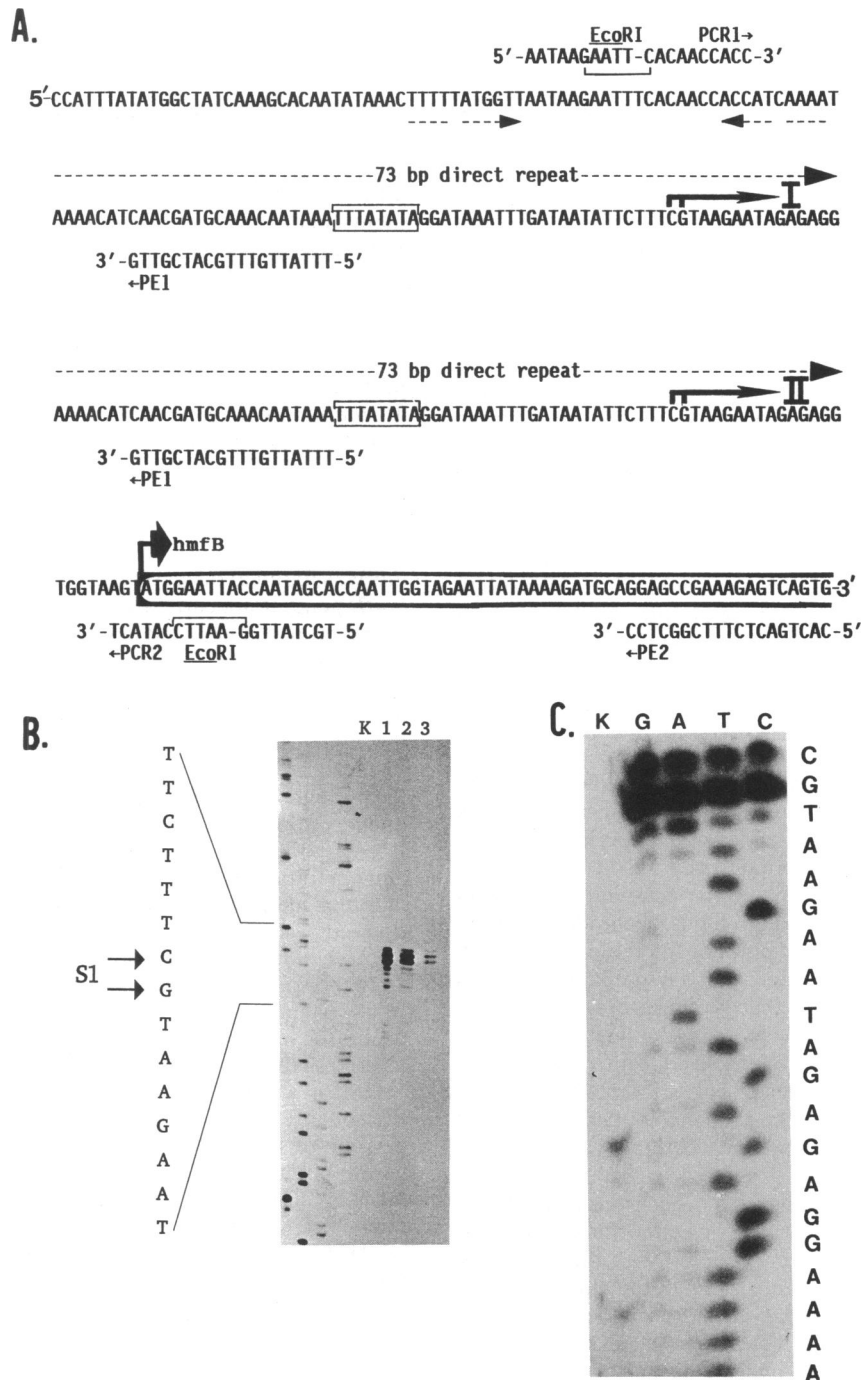 A.
EcoRI PCR1→
5'-AATAAGAATT-CACAACCACC-3'
5'-CCATTTATATGGCTATCAAAGCACAATATAAACTTTTTATGGTTAATAAGAATTTCACAACCACCATCAAAAT
73 bp direct repeat
I
AAAACATCAACGATGCAAACAATAAATTTATATAGGATAAATTTGATAATATTCTTTCGTAAGAATAGAGAGG
3'-GTTGCTACGTTTGTTATTT-5'
←PE1
73 bp direct repeat
II
AAAACATCAACGATGCAAACAATAAATTTATATAGGATAAATTTGATAATATTCTTTCGTAAGAATAGAGAGG
3'-GTTGCTACGTTTGTTATTT-5'
←PE1
hmfB
TGGTAAGTATGGAATTACCAATAGCACCAATTGGTAGAATTATAAAAGATGCAGGAGCCGAAAGAGTCAGTG-3'
3'-TCATACCTTAA-GGTTATCGT-5' 3'-CCTCGGCTTTCTCAGTCAC-5'
←PCR2 EcoRI ←PE2
B.
K 1 2 3
T
T
C
T
T
T
S1 C
G
T
A
A
G
A
A
T
C.
K G A T C
C
G
T
A
A
G
A
A
T
A
G
A
G
A
G
G
A
A
A
A